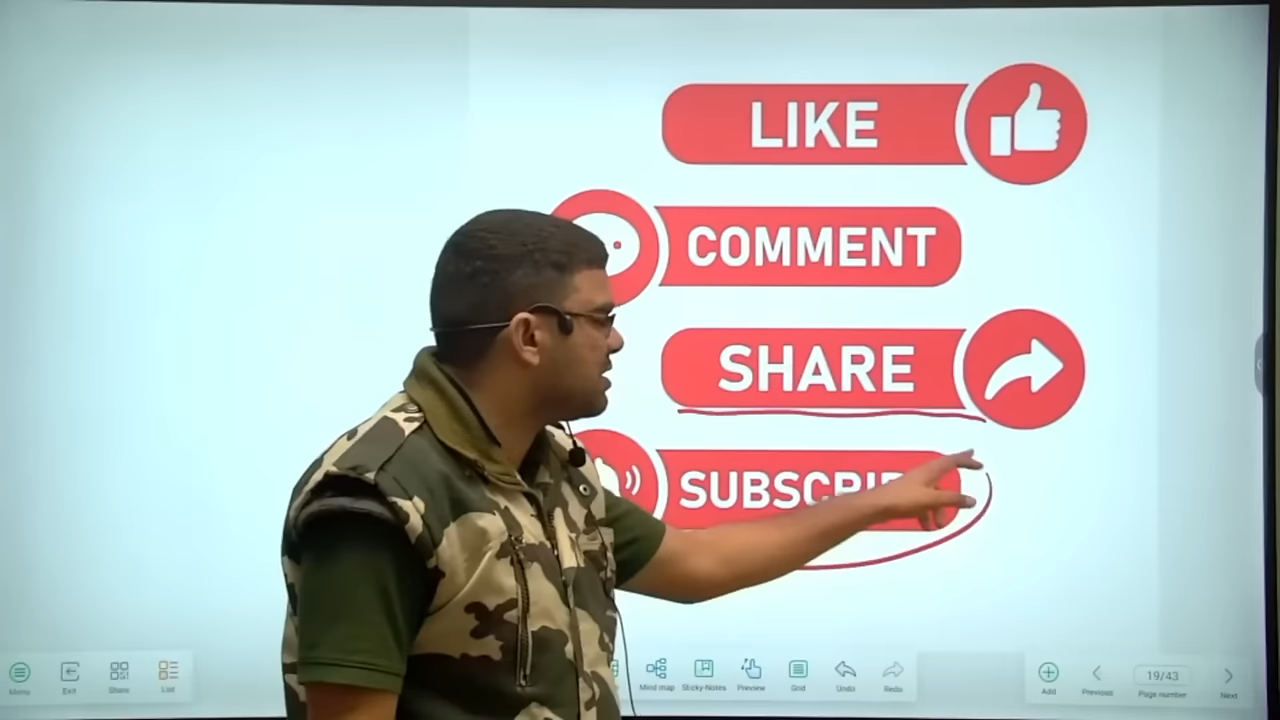 LIKE
COMMENT
SHARE
SUBSCRIBE
Menu
Exit
Share
List
Mind map
Sticky-Notes
Preview
Grid
Undo
Redo
Add
Previous
19/43
Page number
Next